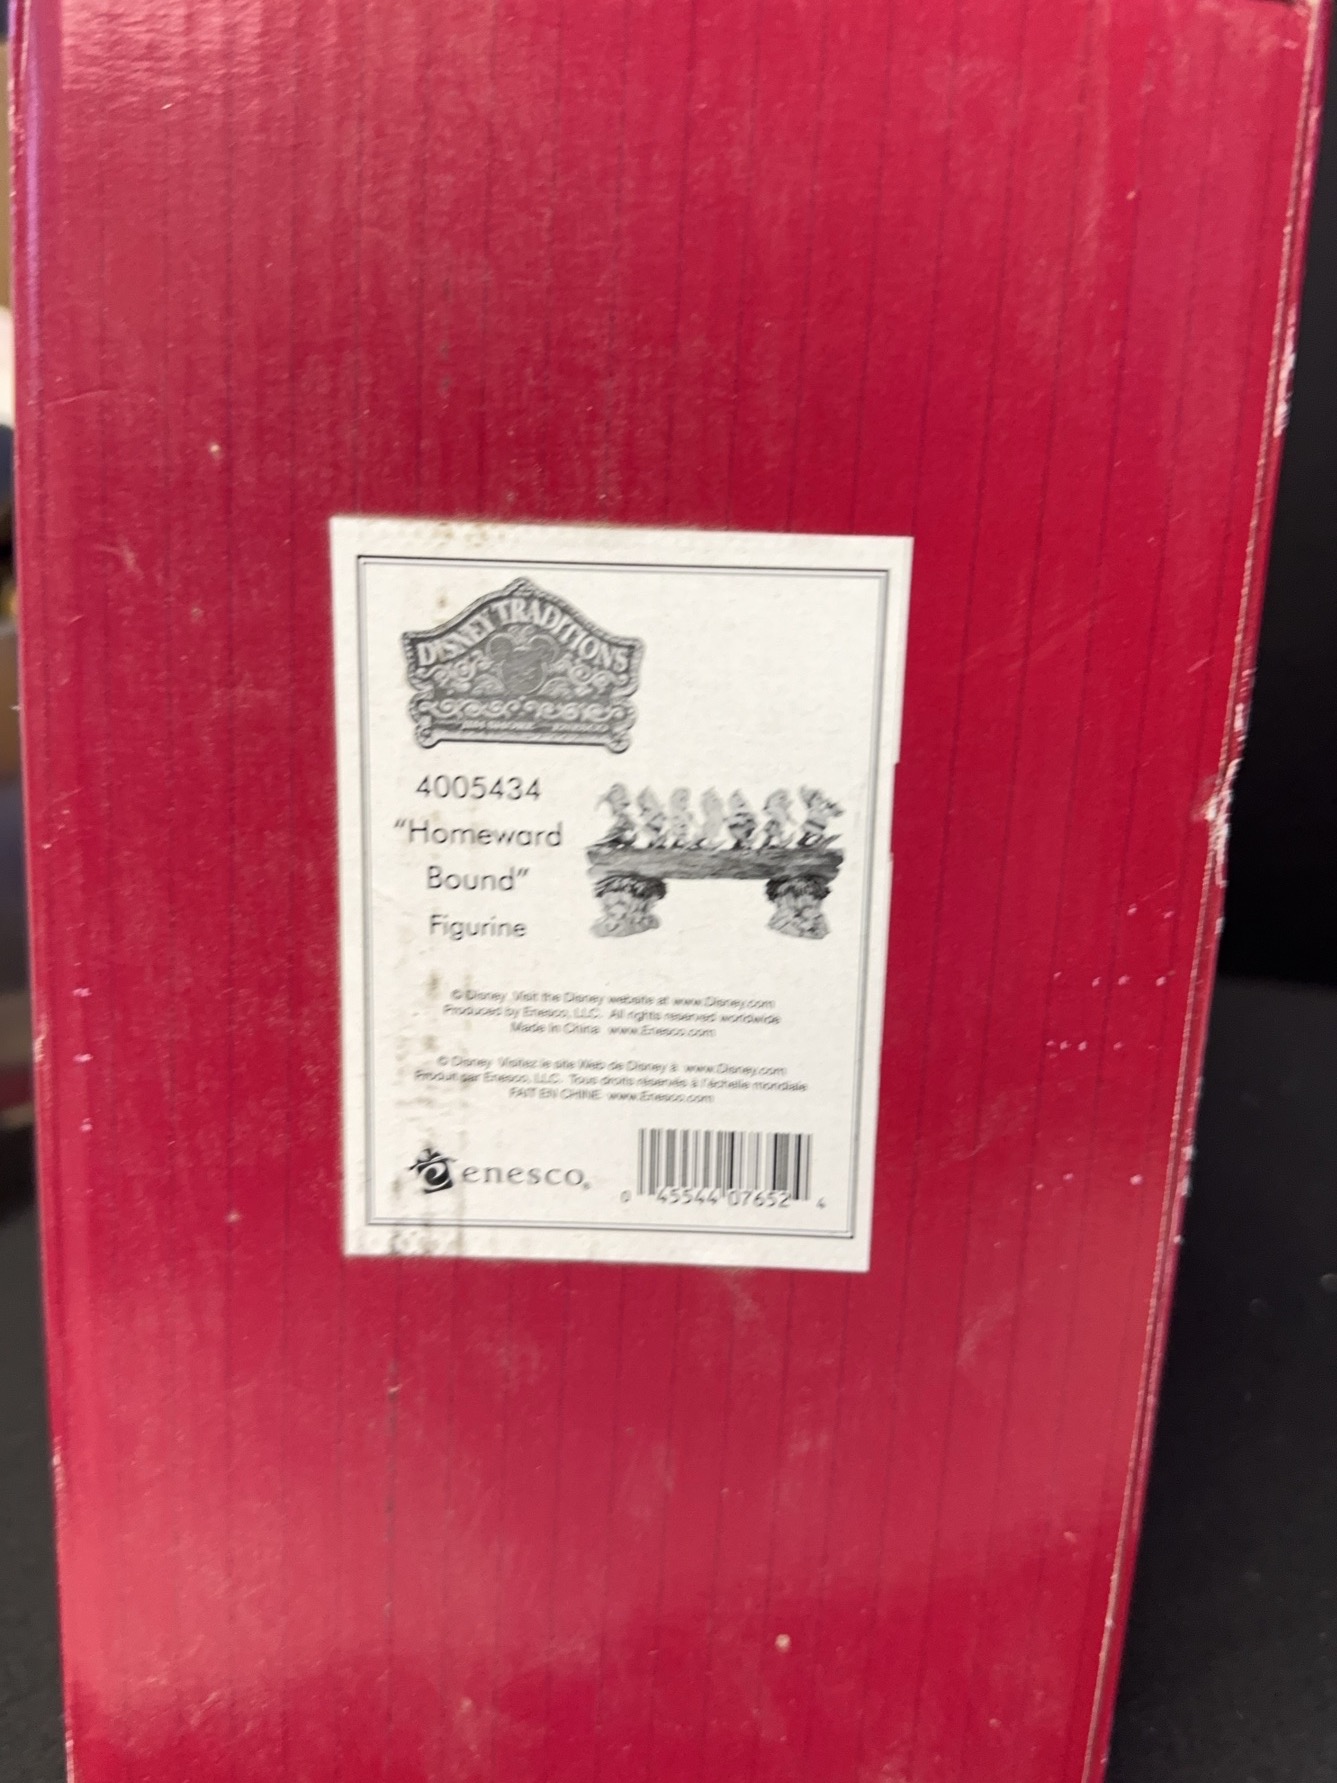 DISNEY TRADITIONS
JIM SHORE ENESCO
4005434
"Homeward
Bound"
Figurine
© Disney Visit the Disney website at www.Disney.com
Produced by Enesco, LLC. All rights reserved worldwide
Made in China www.Enesco.com
© Disney Visitez le site Web de Disney à www.Disney.com
Produit par Enesco, LLC. Tous droits réservés à l'échelle mondiale
FAIT EN CHINE www.Enesco.com
enesco®
0 45544 07652 4